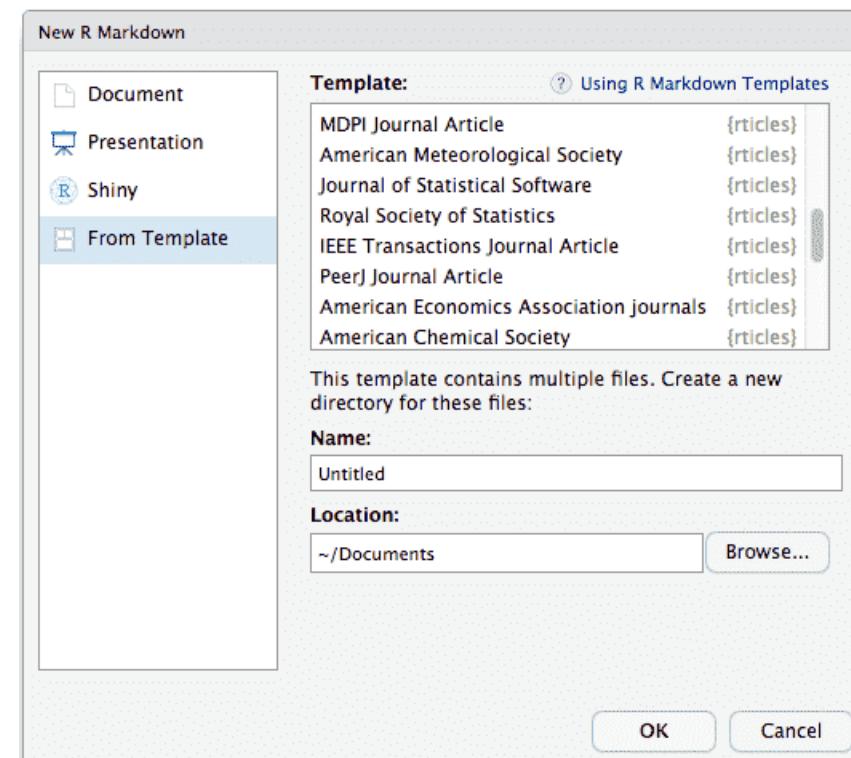 New R Markdown
Document
Presentation
R Shiny
From Template
Template:
? Using R Markdown Templates
MDPI Journal Article {rticles}
American Meteorological Society {rticles}
Journal of Statistical Software {rticles}
Royal Society of Statistics {rticles}
IEEE Transactions Journal Article {rticles}
PeerJ Journal Article {rticles}
American Economics Association journals {rticles}
American Chemical Society {rticles}
This template contains multiple files. Create a new
directory for these files:
Name:
Untitled
Location:
~/Documents
Browse...
OK
Cancel